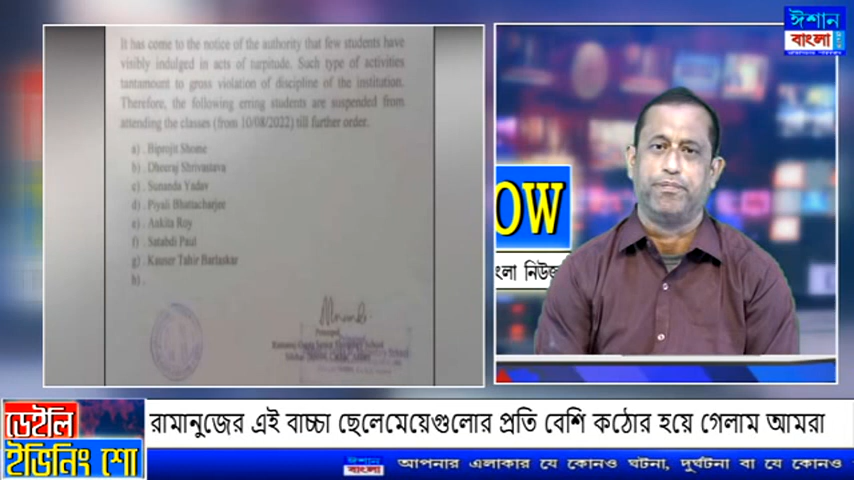 It has come to the notice of the authority that few students have
visibly indulged in acts of turpitude. Such type of activities
tantamount to gross violation of discipline of the institution.
Therefore, the following erring students are suspended from
attending the classes (from 10/08/2022) till further order.
a) . Biprojit Shome
b) . Dheeraj Shrivastava
c) . Sunanda Yadav
d) . Piyali Bhattacharjee
e) . Ankita Roy
f) . Satabdi Paul
g) . Kauser Tahir Barlaskar
h) .
Principal
ঈশান
বাংলা
OW
ংলা নিউজ
ডেইলি
ইভিনিং শো
রামানুজের এই বাচ্চা ছেলেমেয়েগুলোর প্রতি বেশি কঠোর হয়ে গেলাম আমরা
ঈশান
বাংলা
আপনার এলাকার যে কোনও ঘটনা, দুর্ঘটনা বা যে কোনও